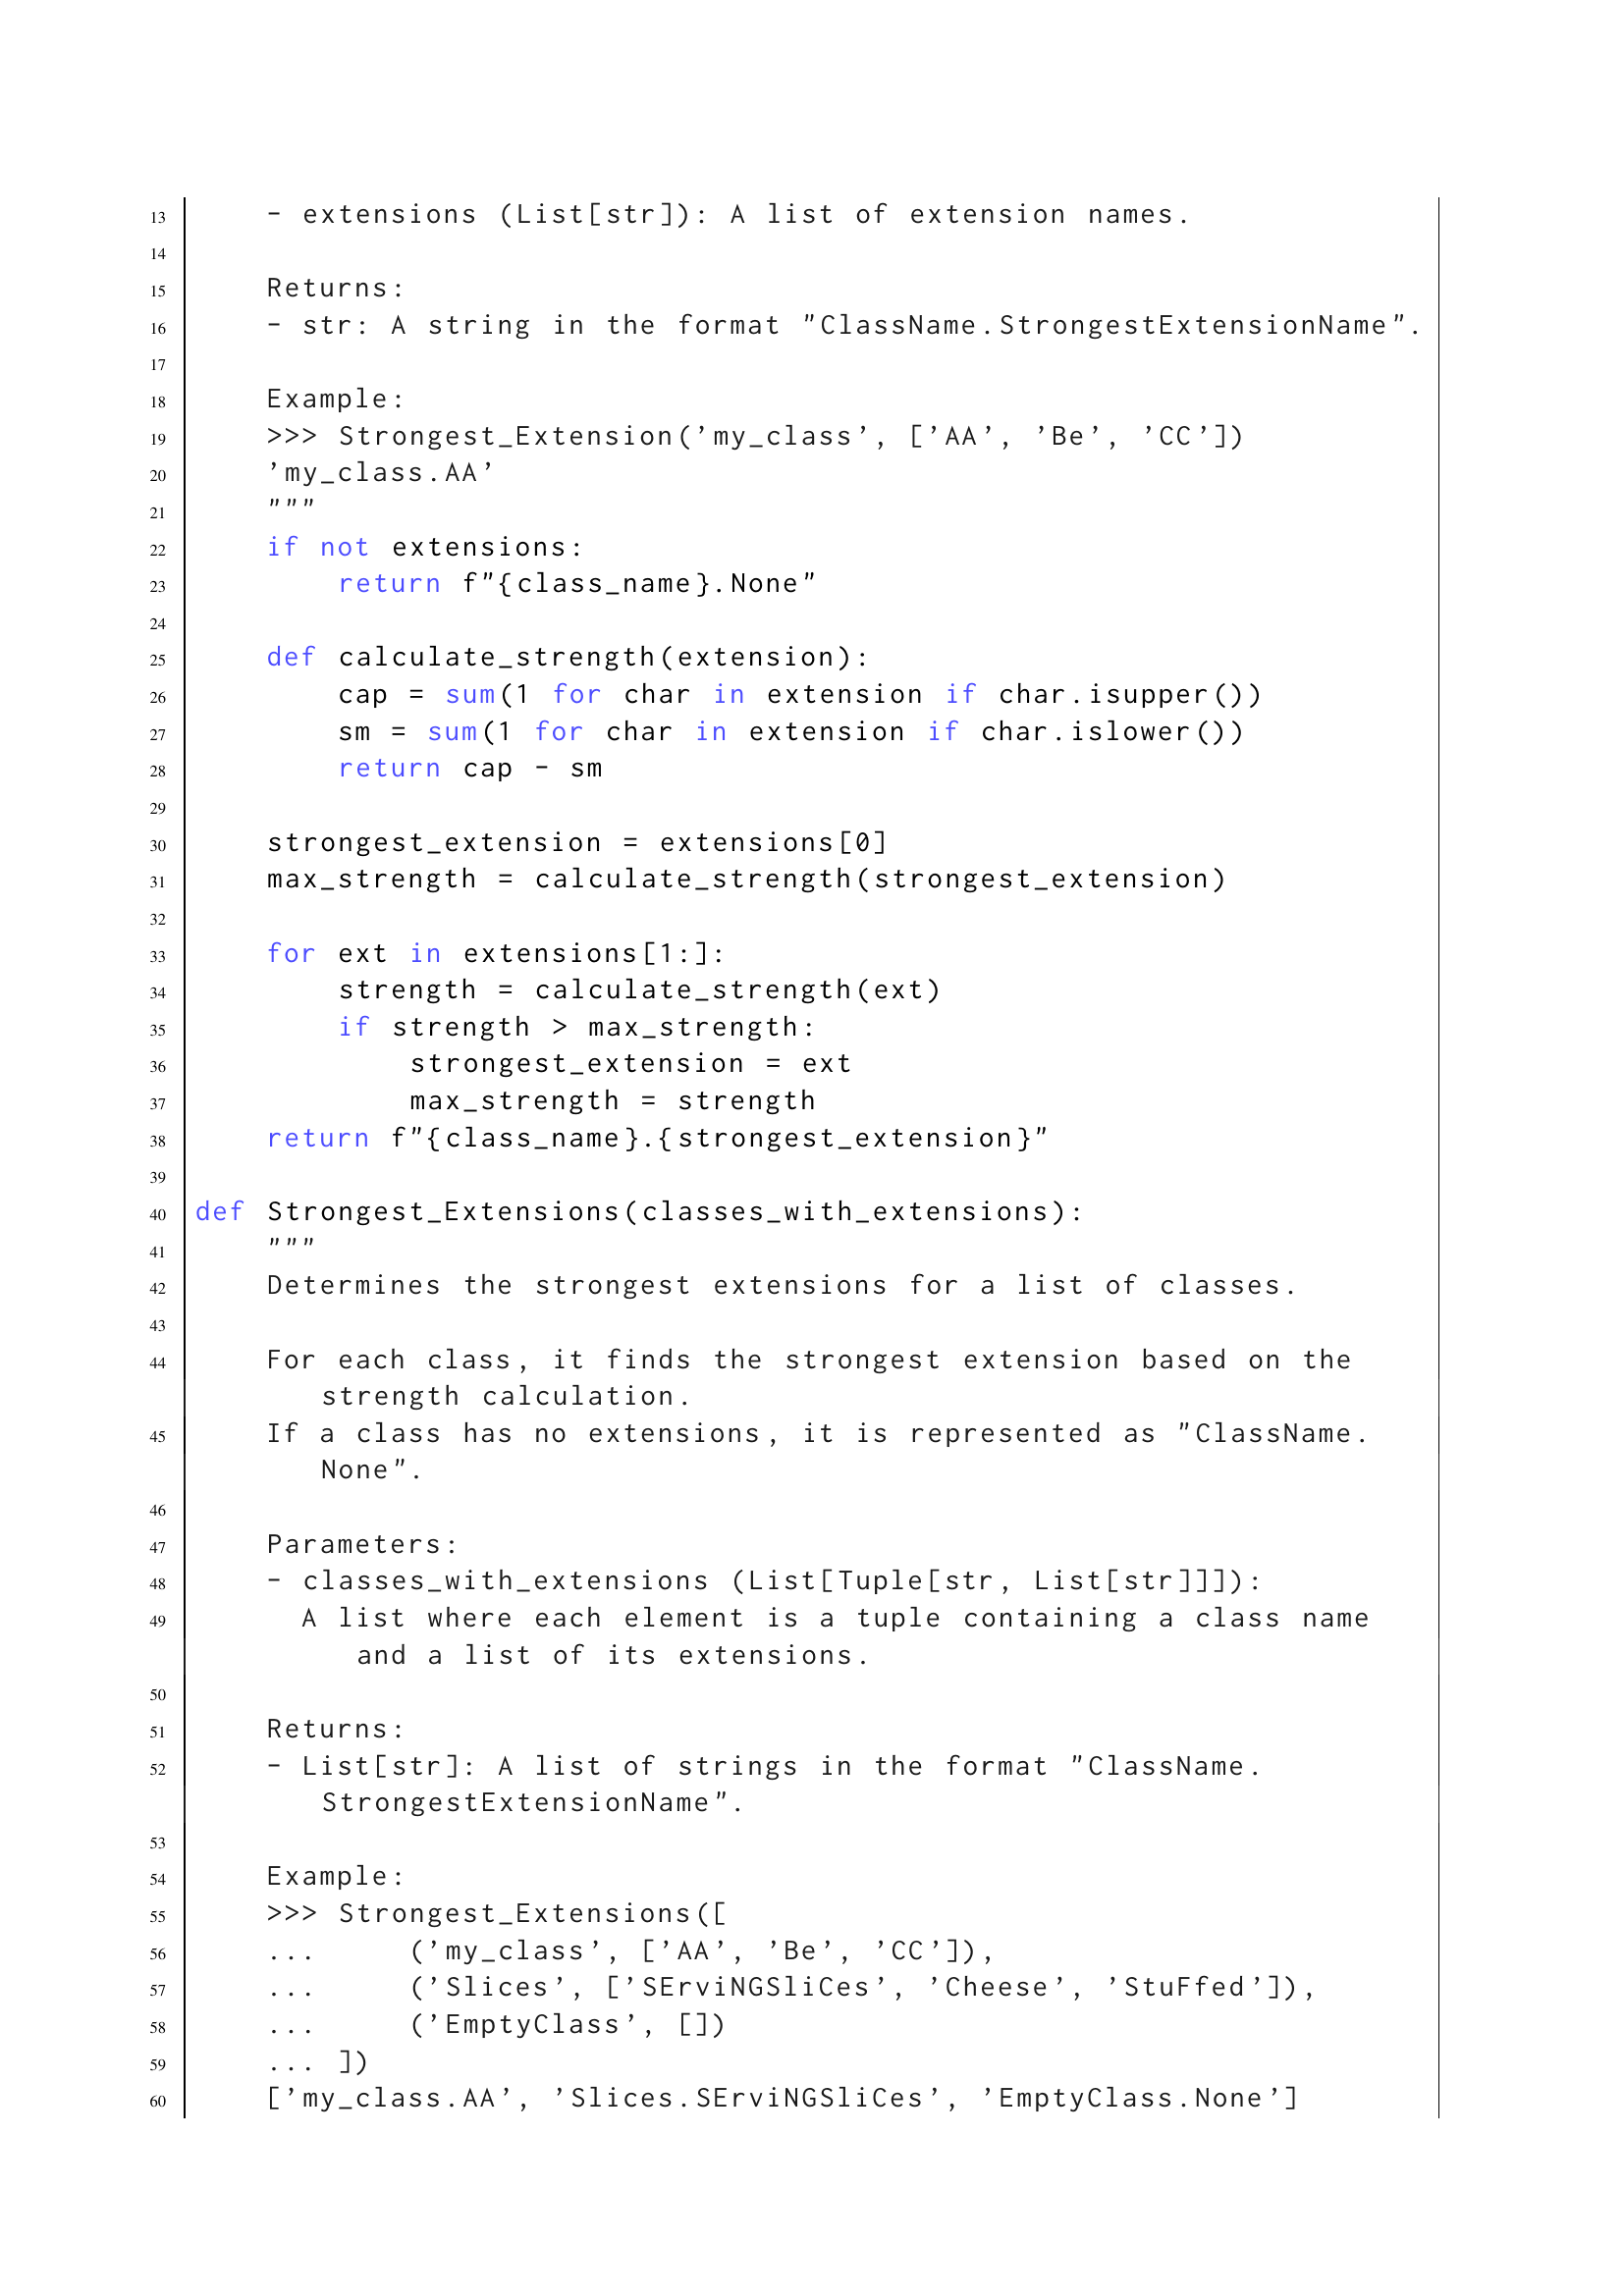 13     - extensions (List[str]): A list of extension names.
14
15     Returns:
16     - str: A string in the format "ClassName.StrongestExtensionName".
17
18     Example:
19     >>> Strongest_Extension('my_class', ['AA', 'Be', 'CC'])
20     'my_class.AA'
21     """
22     if not extensions:
23         return f"{class_name}.None"
24
25     def calculate_strength(extension):
26         cap = sum(1 for char in extension if char.isupper())
27         sm = sum(1 for char in extension if char.islower())
28         return cap - sm
29
30     strongest_extension = extensions[0]
31     max_strength = calculate_strength(strongest_extension)
32
33     for ext in extensions[1:]:
34         strength = calculate_strength(ext)
35         if strength > max_strength:
36             strongest_extension = ext
37             max_strength = strength
38     return f"{class_name}.{strongest_extension}"
39
40 def Strongest_Extensions(classes_with_extensions):
41     """
42     Determines the strongest extensions for a list of classes.
43
44     For each class, it finds the strongest extension based on the
        strength calculation.
45     If a class has no extensions, it is represented as "ClassName.
        None".
46
47     Parameters:
48     - classes_with_extensions (List[Tuple[str, List[str]]]):
49       A list where each element is a tuple containing a class name
          and a list of its extensions.
50
51     Returns:
52     - List[str]: A list of strings in the format "ClassName.
        StrongestExtensionName".
53
54     Example:
55     >>> Strongest_Extensions([
56     ...     ('my_class', ['AA', 'Be', 'CC']),
57     ...     ('Slices', ['SErviNGSliCes', 'Cheese', 'StuFfed']),
58     ...     ('EmptyClass', [])
59     ... ])
60     ['my_class.AA', 'Slices.SErviNGSliCes', 'EmptyClass.None']